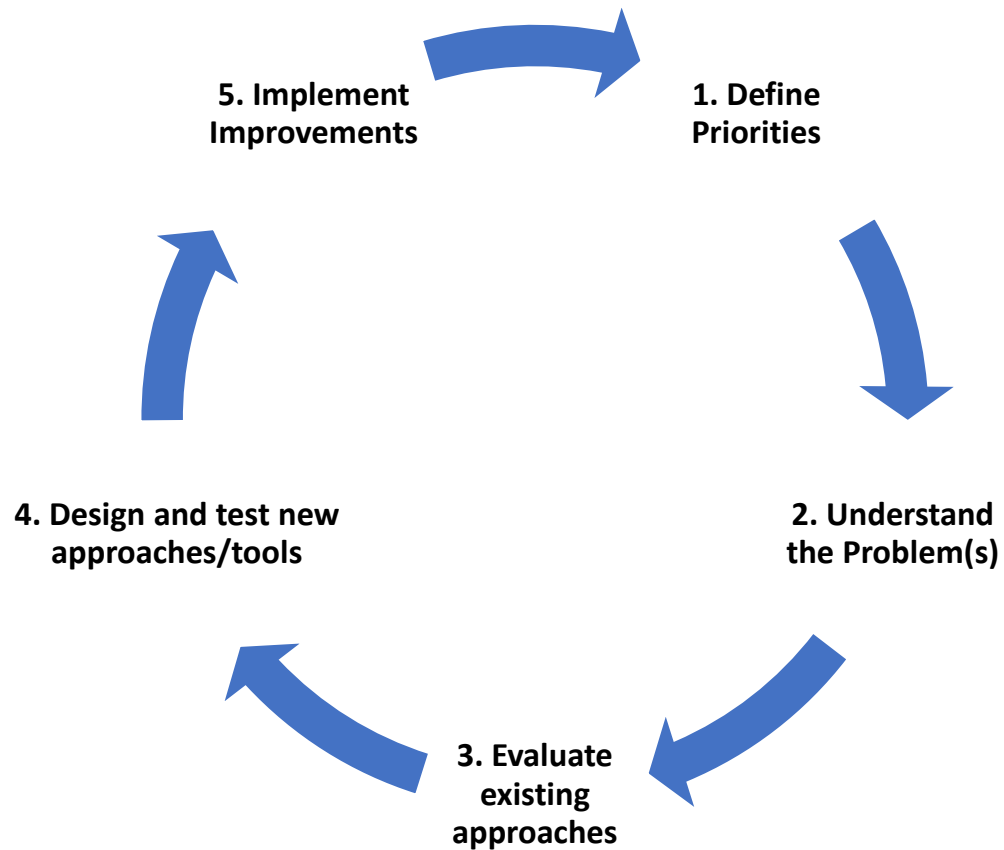 1. Define
Priorities
2. Understand
the Problem(s)
3. Evaluate
existing
approaches
4. Design and test new
approaches/tools
5. Implement
Improvements